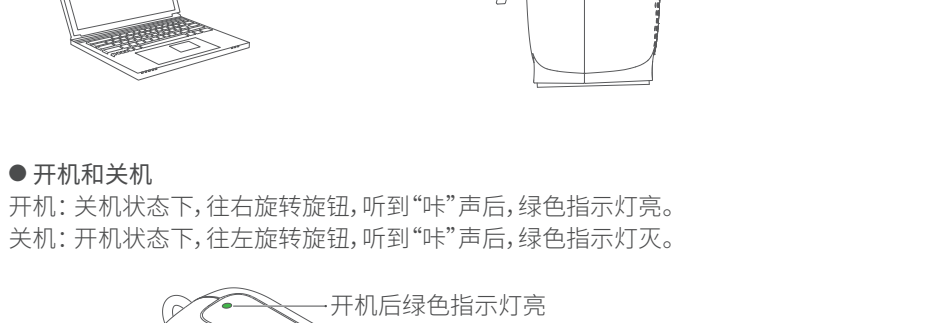 ● 开机和关机
开机：关机状态下，往右旋转旋钮，听到“咔”声后，绿色指示灯亮。
关机：开机状态下，往左旋转旋钮，听到“咔”声后，绿色指示灯灭。
开机后绿色指示灯亮